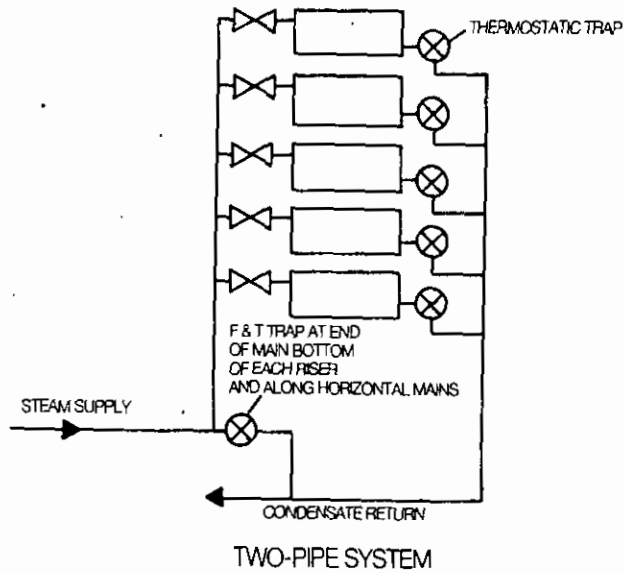 THERMOSTATIC TRAP
F & T TRAP AT END
OF MAIN BOTTOM
OF EACH RISER
AND ALONG HORIZONTAL MAINS
STEAM SUPPLY
CONDENSATE RETURN
TWO-PIPE SYSTEM